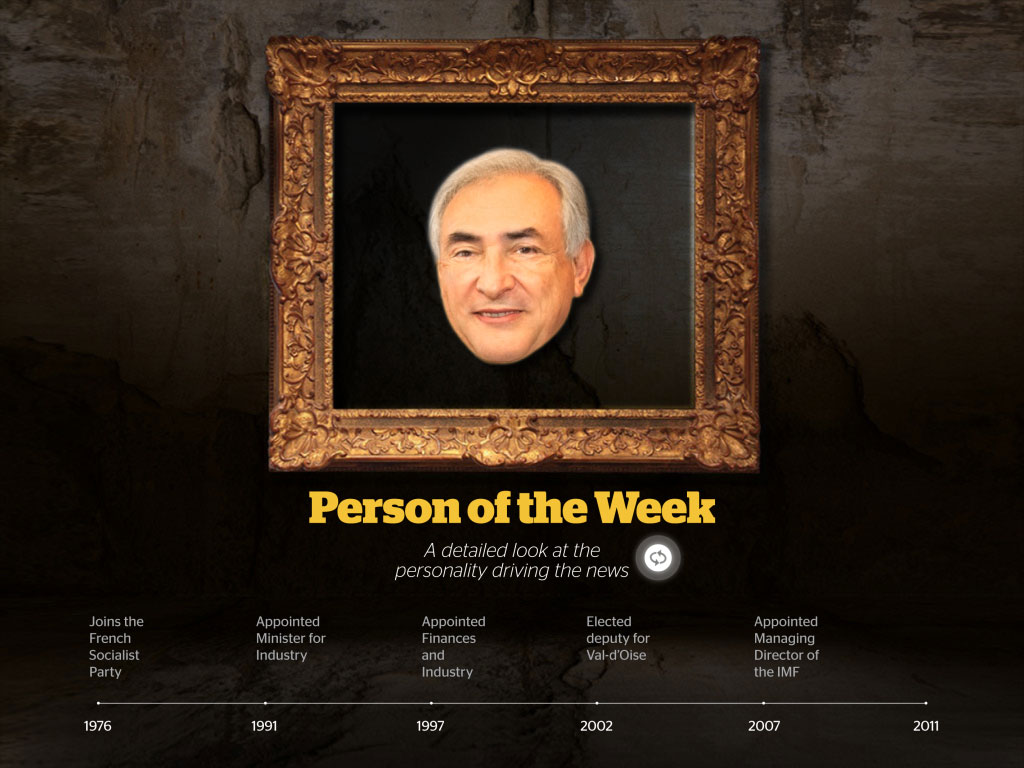 Person of the Week
A detailed look at the
personality driving the news
Joins the
French
Socialist
Party
Appointed
Minister for
Industry
Appointed
Finances
and
Industry
Elected
deputy for
Val-d'Oise
Appointed
Managing
Director of
the IMF
1976 1991 1997 2002 2007 2011